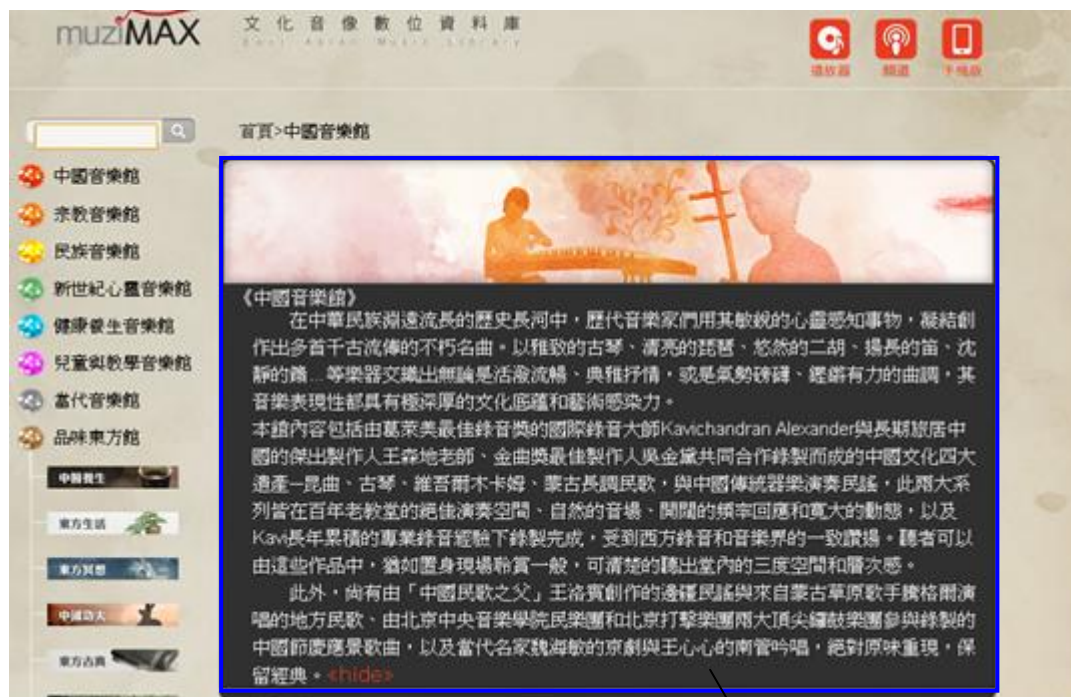 muziMAX
文化音像數位資料庫
East Asian Music Library
播放器
頻道
手機版
首頁>中國音樂館
中國音樂館
宗教音樂館
民族音樂館
新世紀心靈音樂館
健康養生音樂館
兒童與教學音樂館
當代音樂館
品味東方館
中醫養生
東方生活
東方冥想
中國功夫
東方古典
《中國音樂館》
在中華民族淵遠流長的歷史長河中，歷代音樂家們用其敏銳的心靈感知事物，凝結創
作出多首千古流傳的不朽名曲。以雅致的古琴、清亮的琵琶、悠然的二胡、揚長的笛、沈
靜的簫...等樂器交織出無論是活潑流暢、典雅抒情，或是氣勢磅礡、鏗鏘有力的曲調，其
音樂表現性都具有極深厚的文化底蘊和藝術感染力。
本館內容包括由葛萊美最佳錄音獎的國際錄音大師Kavichandran Alexander與長期旅居中
國的傑出製作人王森地老師、金曲獎最佳製作人吳金黛共同合作錄製而成的中國文化四大
遺產—昆曲、古琴、維吾爾木卡姆、蒙古長調民歌，與中國傳統器樂演奏民謠，此兩大系
列皆在百年老教堂的絕佳演奏空間、自然的音場、開闊的頻率回應和寬大的動態，以及
Kavi長年累積的專業錄音經驗下錄製完成，受到西方錄音和音樂界的一致讚揚。聽者可以
由這些作品中，猶如置身現場聆賞一般，可清楚的聽出堂內的三度空間和層次感。
此外，尚有由「中國民歌之父」王洛賓創作的邊疆民謠與來自蒙古草原歌手騰格爾演
唱的地方民歌、由北京中央音樂學院民樂團和北京打擊樂團兩大頂尖鑼鼓樂團參與錄製的
中國節慶應景歌曲，以及當代名家魏海敏的京劇與王心心的南管吟唱，絕對原味重現，保
留經典。<hide>